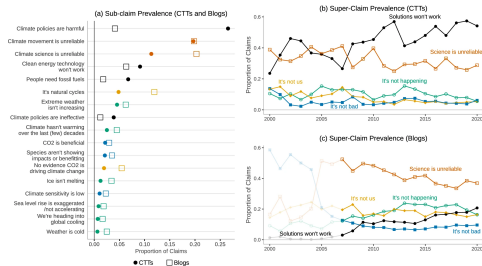 (a) Sub-claim Prevalence (CTTs and Blogs)
Climate policies are harmful
Climate movement is unreliable
Climate science is unreliable
Clean energy technology
won't work
People need fossil fuels
It's natural cycles
Extreme weather
isn't increasing
Climate policies are ineffective
Climate hasn't warming
over the last (few) decades
CO2 is beneficial
Species aren't showing
impacts or benefiting
No evidence CO2 is
driving climate change
Ice isn't melting
Climate sensitivity is low
Sea level rise is exaggerated
/not accelerating
We're heading into
global cooling
Weather is cold
0.00
0.05
0.10
0.15
0.20
0.25
Proportion of Claims
CTTs
Blogs
(b) Super-Claim Prevalence (CTTs)
Proportion of Claims
0.6
0.4
0.2
0.0
Solutions won't work
Science is unreliable
It's not us
It's not happening
It's not bad
2000
2005
2010
2015
2020
(c) Super-Claim Prevalence (Blogs)
Proportion of Claims
0.6
0.4
0.2
0.0
Science is unreliable
It's not us
It's not happening
Solutions won't work
It's not bad
2000
2005
2010
2015
2020